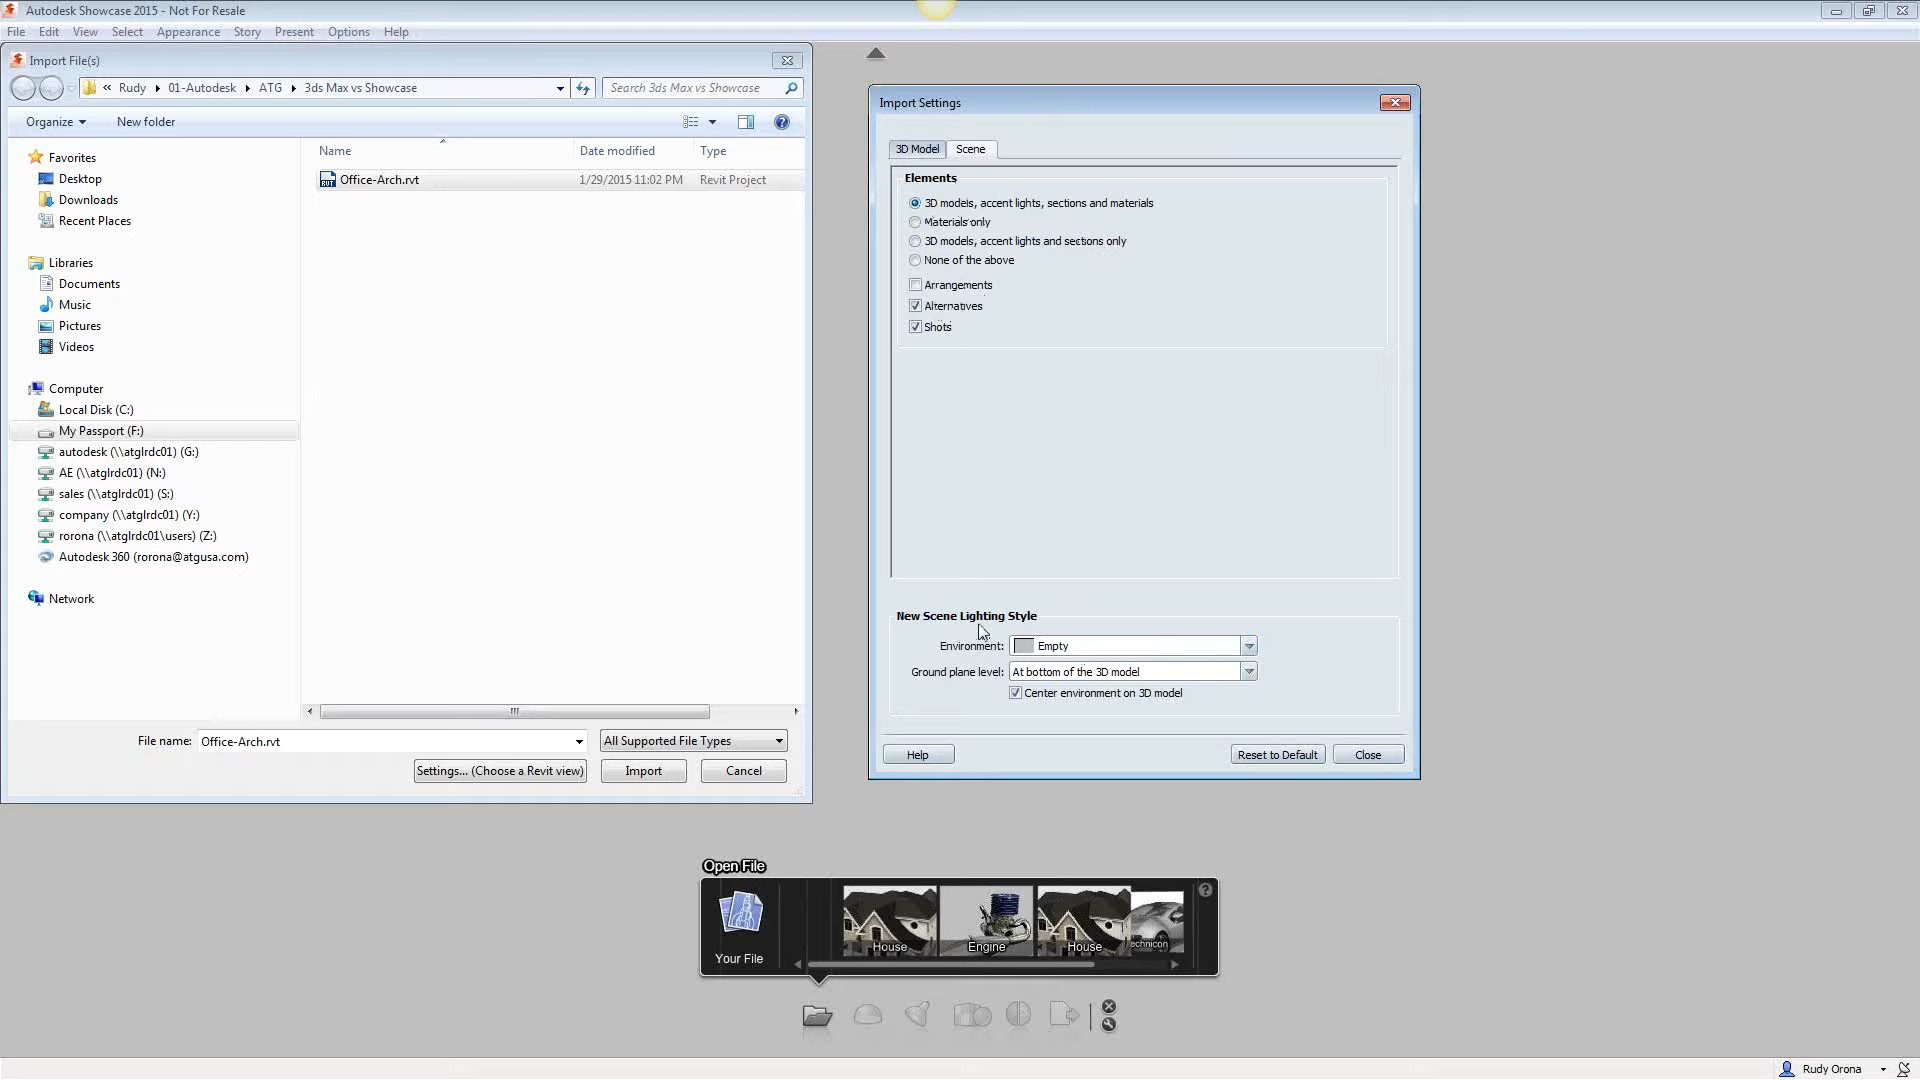 Autodesk Showcase 2015 - Not For Resale
File Edit View Select Appearance Story Present Options Help
Import File(s)
« Rudy 01-Autodesk ATG 3ds Max vs Showcase
Search 3ds Max vs Showcase
Organize New folder
Name Date modified Type
Office-Arch.rvt 1/29/2015 11:02 PM Revit Project
Favorites
Desktop
Downloads
Recent Places
Libraries
Documents
Music
Pictures
Videos
Computer
Local Disk (C:)
My Passport (F:)
autodesk (\\atglrdc01) (G:)
AE (\\atglrdc01) (N:)
sales (\\atglrdc01) (S:)
company (\\atglrdc01) (Y:)
rorona (\\atglrdc01\users) (Z:)
Autodesk 360 (rorona@atgusa.com)
Network
File name: Office-Arch.rvt
All Supported File Types
Settings... (Choose a Revit view) Import Cancel
Import Settings
3D Model Scene
Elements
3D models, accent lights, sections and materials
Materials only
3D models, accent lights and sections only
None of the above
Arrangements
Alternatives
Shots
New Scene Lighting Style
Environment: Empty
Ground plane level: At bottom of the 3D model
Center environment on 3D model
Help Reset to Default Close
Open File
Your File
House Engine House echnicon
Rudy Orona